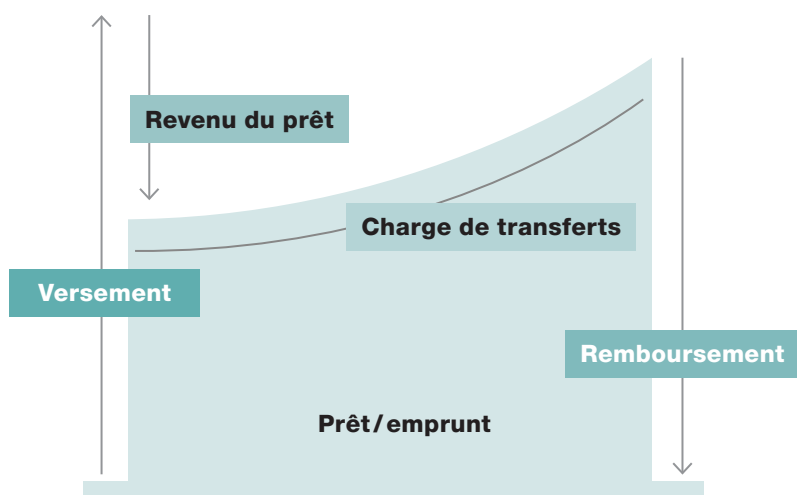 Revenu du prêt
Charge de transferts
Versement
Remboursement
Prêt/emprunt